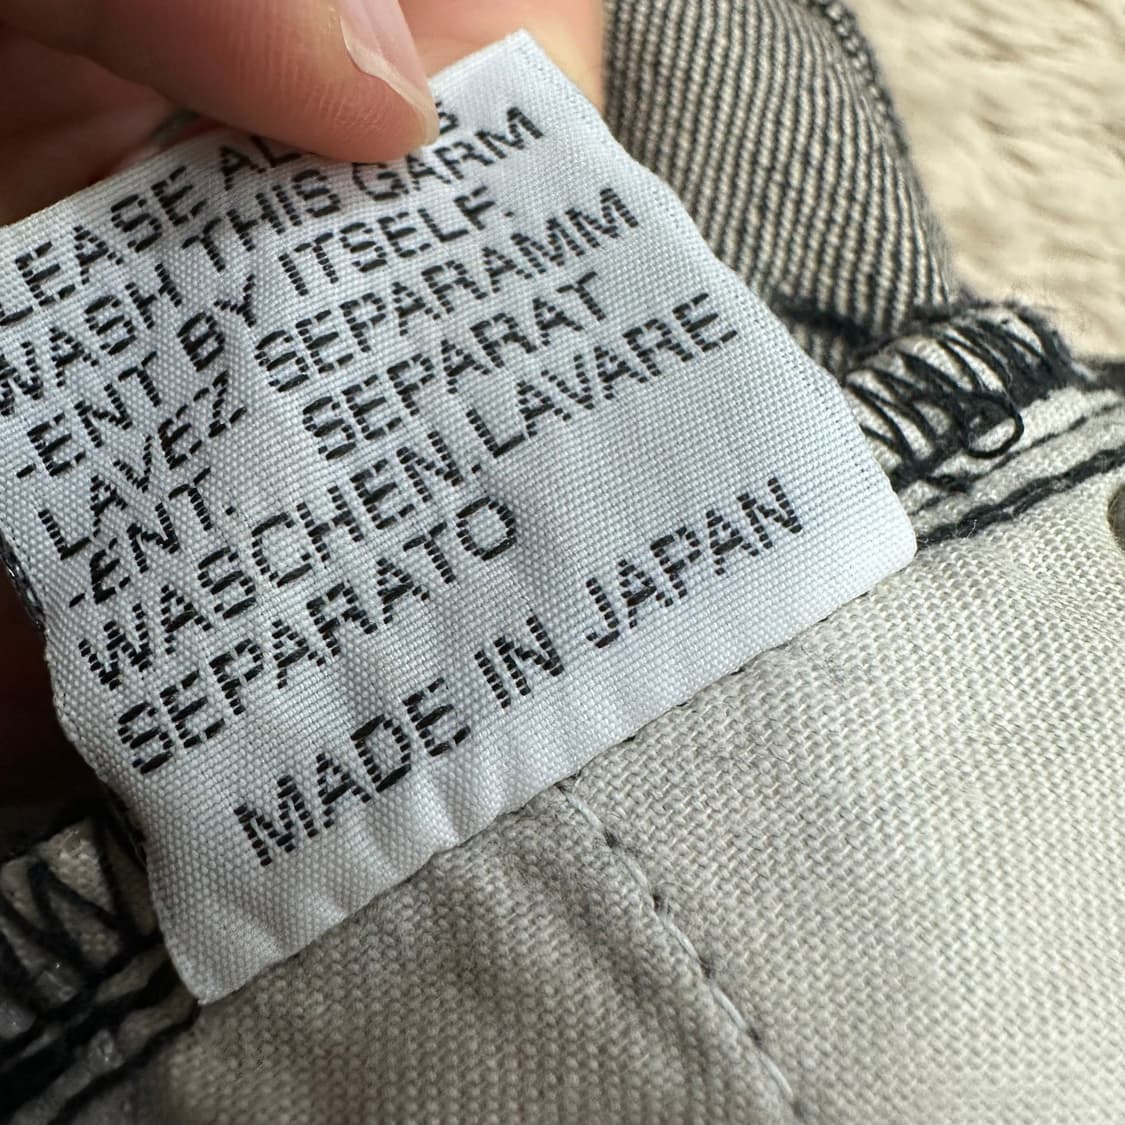 LEASE AL
WASH THIS GARM
-ENT BY ITSELF.
LAVEZ SEPARAMM
-ENT. SEPARAT
WASCHEN.LAVARE
SEPARATO
MADE IN JAPAN